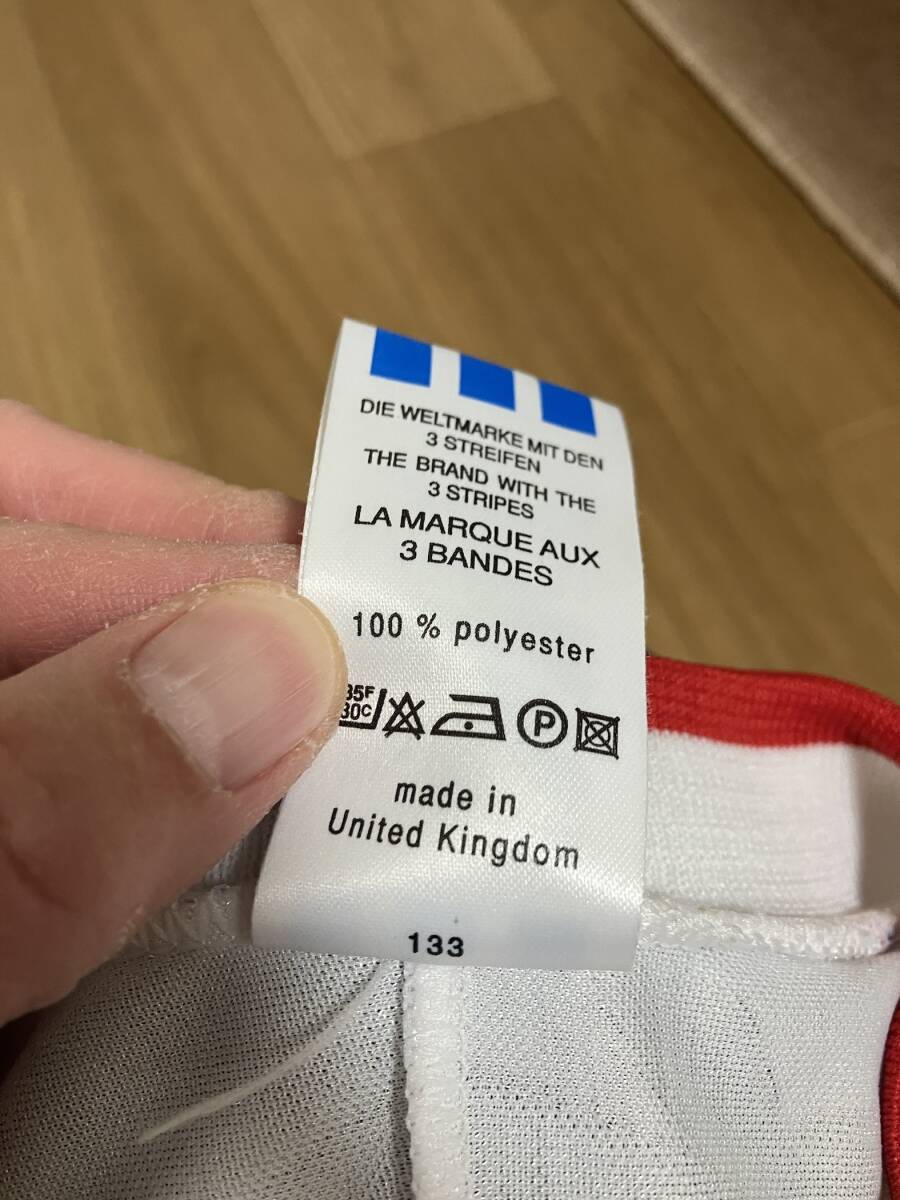 DIE WELTMARKE MIT DEN
3 STREIFEN
THE BRAND WITH THE
3 STRIPES
LA MARQUE AUX
3 BANDES
100 % polyester
30C
P
made in
United Kingdom
133